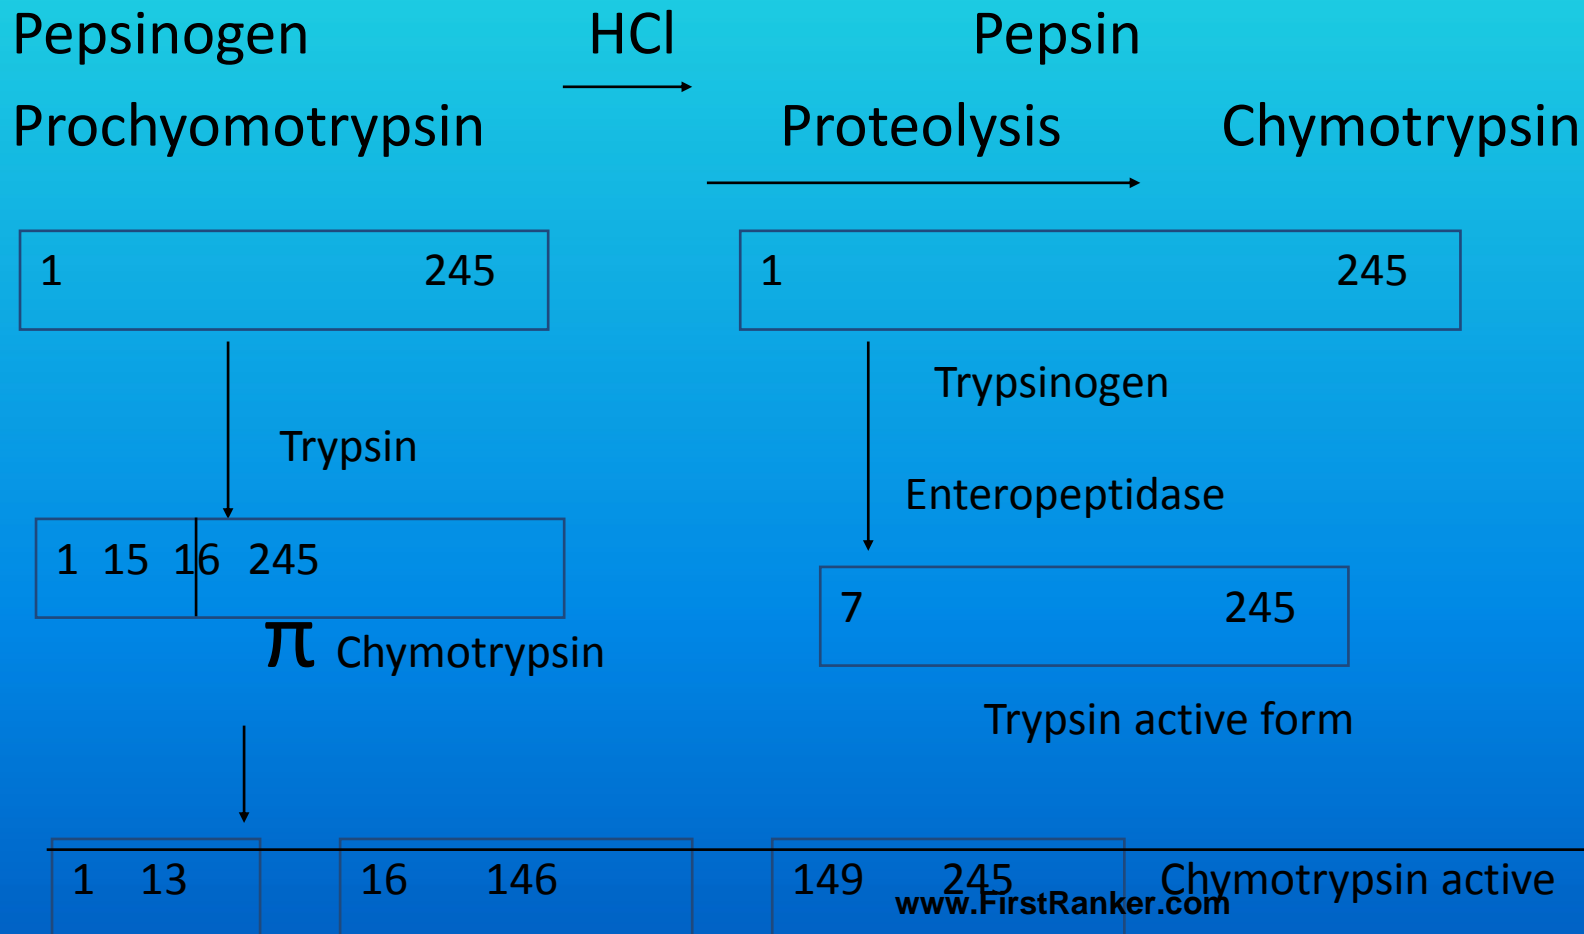 Pepsinogen HCl Pepsin
Prochyomotrypsin Proteolysis Chymotrypsin
1 245
1 245
Trypsinogen
Trypsin
Enteropeptidase
1 15 16 245
7 245
π Chymotrypsin
Trypsin active form
1 13 16 146 149 245 Chymotrypsin active
www.FirstRanker.com